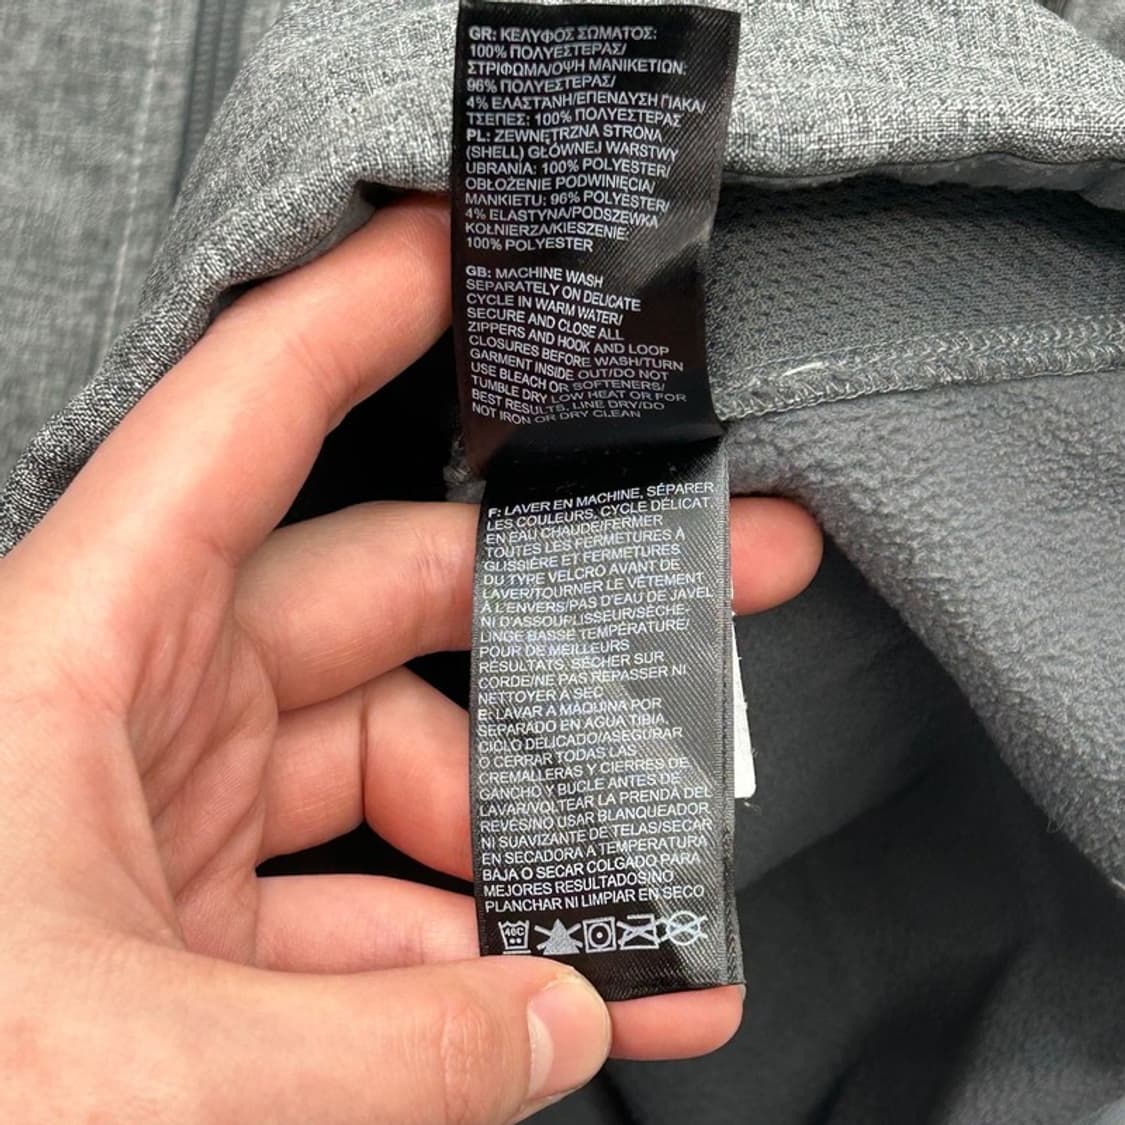 GR: ΚΕΛΥΦΟΣ ΣΩΜΑΤΟΣ:
100% ΠΟΛΥΕΣΤΕΡΑΣ/
ΣΤΡΙΦΩΜΑ/ΟΨΗ ΜΑΝΙΚΕΤΙΩΝ:
96% ΠΟΛΥΕΣΤΕΡΑΣ/
4% ΕΛΑΣΤΑΝΗ/ΕΠΕΝΔΥΣΗ ΓΙΑΚΑ/
ΤΣΕΠΕΣ: 100% ΠΟΛΥΕΣΤΕΡΑΣ
PL: ZEWNĘTRZNA STRONA
(SHELL) GŁÓWNEJ WARSTWY
UBRANIA: 100% POLYESTER/
OBŁOŻENIE PODWINIĘCIA/
MANKIETU: 96% POLYESTER/
4% ELASTYNA/PODSZEWKA
KOŁNIERZA/KIESZENIE:
100% POLYESTER
GB: MACHINE WASH
SEPARATELY ON DELICATE
CYCLE IN WARM WATER/
SECURE AND CLOSE ALL
ZIPPERS AND HOOK AND LOOP
CLOSURES BEFORE WASH/TURN
GARMENT INSIDE OUT/DO NOT
USE BLEACH OR SOFTENERS/
TUMBLE DRY LOW HEAT OR FOR
BEST RESULTS, LINE DRY/DO
NOT IRON OR DRY CLEAN
F: LAVER EN MACHINE, SÉPARER
LES COULEURS, CYCLE DÉLICAT,
EN EAU CHAUDE/FERMER
TOUTES LES FERMETURES À
GLISSIÈRE ET FERMETURES
DU TYPE VELCRO AVANT DE
LAVER/TOURNER LE VÊTEMENT
À L'ENVERS/PAS D'EAU DE JAVEL
NI D'ASSOUPLISSEUR/SÈCHE-
LINGE BASSE TEMPÉRATURE/
POUR DE MEILLEURS
RÉSULTATS, SÉCHER SUR
CORDE/NE PAS REPASSER NI
NETTOYER À SEC
E: LAVAR A MÁQUINA POR
SEPARADO EN AGUA TIBIA,
CICLO DELICADO/ASEGURAR
O CERRAR TODAS LAS
CREMALLERAS Y CIERRES DE
GANCHO Y BUCLE ANTES DE
LAVAR/VOLTEAR LA PRENDA DEL
REVÉS/NO USAR BLANQUEADOR
NI SUAVIZANTE DE TELAS/SECAR
EN SECADORA A TEMPERATURA
BAJA O SECAR COLGADO PARA
MEJORES RESULTADOS/NO
PLANCHAR NI LIMPIAR EN SECO
40C